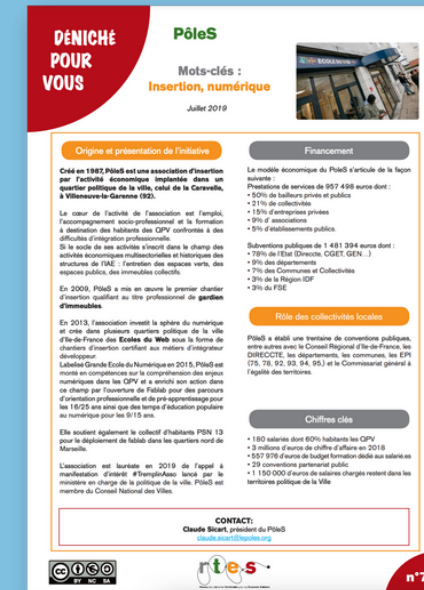 DÉNICHÉ
POUR
VOUS
PôleS
Mots-clés :
Insertion, numérique
Juillet 2019
Origine et présentation de l'initiative
Créé en 1987, PôleS est une association d'insertion
par l'activité économique implantée dans un
quartier politique de la ville, celui de la Caravelle,
à Villeneuve-la-Garenne (92).
Le cœur de activité de l'association est l'emploi,
l'accompagnement socio-professionnel et la formation
à destination des habitants des QPV confrontés à des
difficultés d'intégration professionnelle.
Si le socle de ses activités s'inscrit dans le champ des
activités économiques multisectorielles et historiques des
structures de l'IAE : l'entretien des espaces verts, des
espaces publics, des immeubles collectifs.
En 2009, PôleS a mis en œuvre le premier chantier
d'insertion qualifiant au titre professionnel de gardien
d'immeubles.
En 2013, l'association investit la sphère du numérique
et crée dans plusieurs quartiers politique de la ville
d'Ile-de-France des Ecoles du Web sous la forme de
chantiers d'insertion certifiant aux métiers d'intégrateur
développeur.
Labelisé Grande Ecole du Numérique en 2015, PôleS est
monté en compétences sur la compréhension des enjeux
numériques dans les QPV et a enrichi son action dans
ce champ par l'ouverture de Fablab pour des parcours
d'orientation professionnelle et de pré-apprentissage pour
les 16/25 ans ainsi que des temps d'éducation populaire
au numérique pour les 9/15 ans.
Elle soutient également le collectif d'habitants PSN 13
pour le déploiement de fablab dans les quartiers nord de
Marseille.
L'association est lauréate en 2019 de l'appel à
manifestation d'intérêt #TremplinAsso lancé par le
ministère en charge de la politique de la ville. PôleS est
membre du Conseil National des Villes.
Financement
Le modèle économique du PoleS s'articule de la façon
suivante :
Prestations de services de 957 498 euros dont :
• 50% de bailleurs privés et publics
• 21% de collectivités
• 15% d'entreprises privées
• 9% d' associations
• 5% d'établissements publics.
Subventions publiques de 1 481 394 euros dont :
• 78% de l'Etat (Direccte, CGET, GEN...)
• 9% des départements
• 7% des Communes et Collectivités
• 3% de la Région IDF
• 3% du FSE
Rôle des collectivités locales
PôleS a établi une trentaine de conventions publiques,
entre autres avec le Conseil Régional d'Ile-de-France, les
DIRECCTE, les départements, les communes, les EPI
(75, 78, 92, 93, 94, 95,) et le Commissariat général à
l'égalité des territoires.
Chiffres clés
• 180 salariés dont 60% habitants les QPV
• 3 millions d'euros de chiffre d'affaire en 2018
• 557 976 d'euros de budget formation dédié aux salarié.es
• 29 conventions partenariat public
• 1 150 000 d'euros de salaires chargés restent dans les
territoires politique de la Ville
CONTACT:
Claude Sicart, président du PôleS
claude.sicart@lepoles.org
CC BY NC SA
rtes
n°7